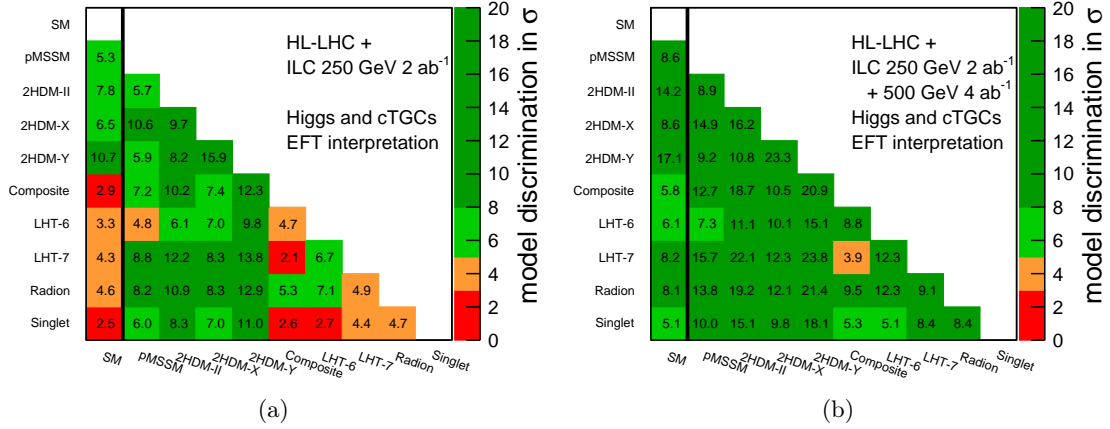 SM
pMSSM 5.3
2HDM-II 7.8 5.7
2HDM-X 6.5 10.6 9.7
2HDM-Y 10.7 5.9 8.2 15.9
Composite 2.9 7.2 10.2 7.4 12.3
LHT-6 3.3 4.8 6.1 7.0 9.8 4.7
LHT-7 4.3 8.8 12.2 8.3 13.8 2.1 6.7
Radion 4.6 8.2 10.9 8.3 12.9 5.3 7.1 4.9
Singlet 2.5 6.0 8.3 7.0 11.0 2.6 2.7 4.4 4.7
SM pMSSM 2HDM-II 2HDM-X 2HDM-Y Composite LHT-6 LHT-7 Radion Singlet
HL-LHC +
ILC 250 GeV 2 ab⁻¹
Higgs and cTGCs
EFT interpretation
20
18
16
14
12
10
8
6
4
2
0
model discrimination in σ
(a)
SM
pMSSM 8.6
2HDM-II 14.2 8.9
2HDM-X 8.6 14.9 16.2
2HDM-Y 17.1 9.2 10.8 23.3
Composite 5.8 12.7 18.7 10.5 20.9
LHT-6 6.1 7.3 11.1 10.1 15.1 8.8
LHT-7 8.2 15.7 22.1 12.3 23.8 3.9 12.3
Radion 8.1 13.8 19.2 12.1 21.4 9.5 12.3 9.1
Singlet 5.1 10.0 15.1 9.8 18.1 5.3 5.1 8.4 8.4
SM pMSSM 2HDM-II 2HDM-X 2HDM-Y Composite LHT-6 LHT-7 Radion Singlet
HL-LHC +
ILC 250 GeV 2 ab⁻¹
+ 500 GeV 4 ab⁻¹
Higgs and cTGCs
EFT interpretation
20
18
16
14
12
10
8
6
4
2
0
model discrimination in σ
(b)